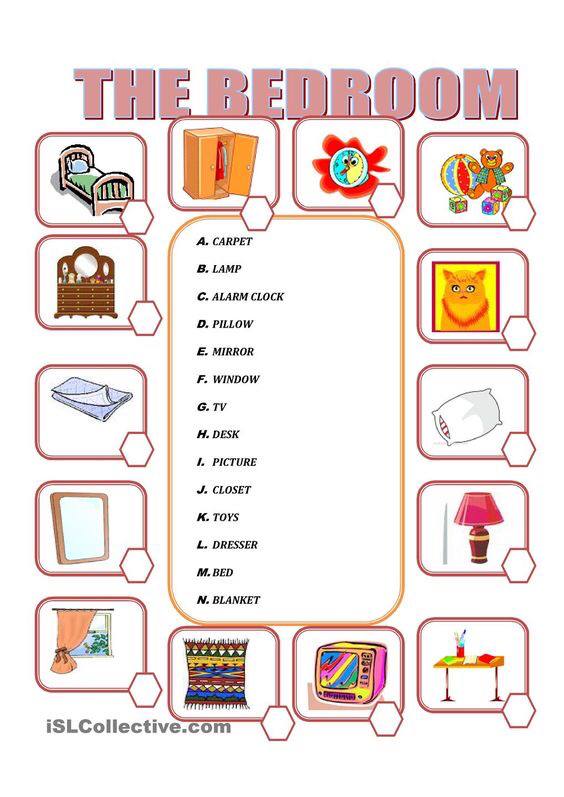 THE BEDROOM
A. CARPET
B. LAMP
C. ALARM CLOCK
D. PILLOW
E. MIRROR
F. WINDOW
G. TV
H. DESK
I. PICTURE
J. CLOSET
K. TOYS
L. DRESSER
M. BED
N. BLANKET
iSLCollective.com